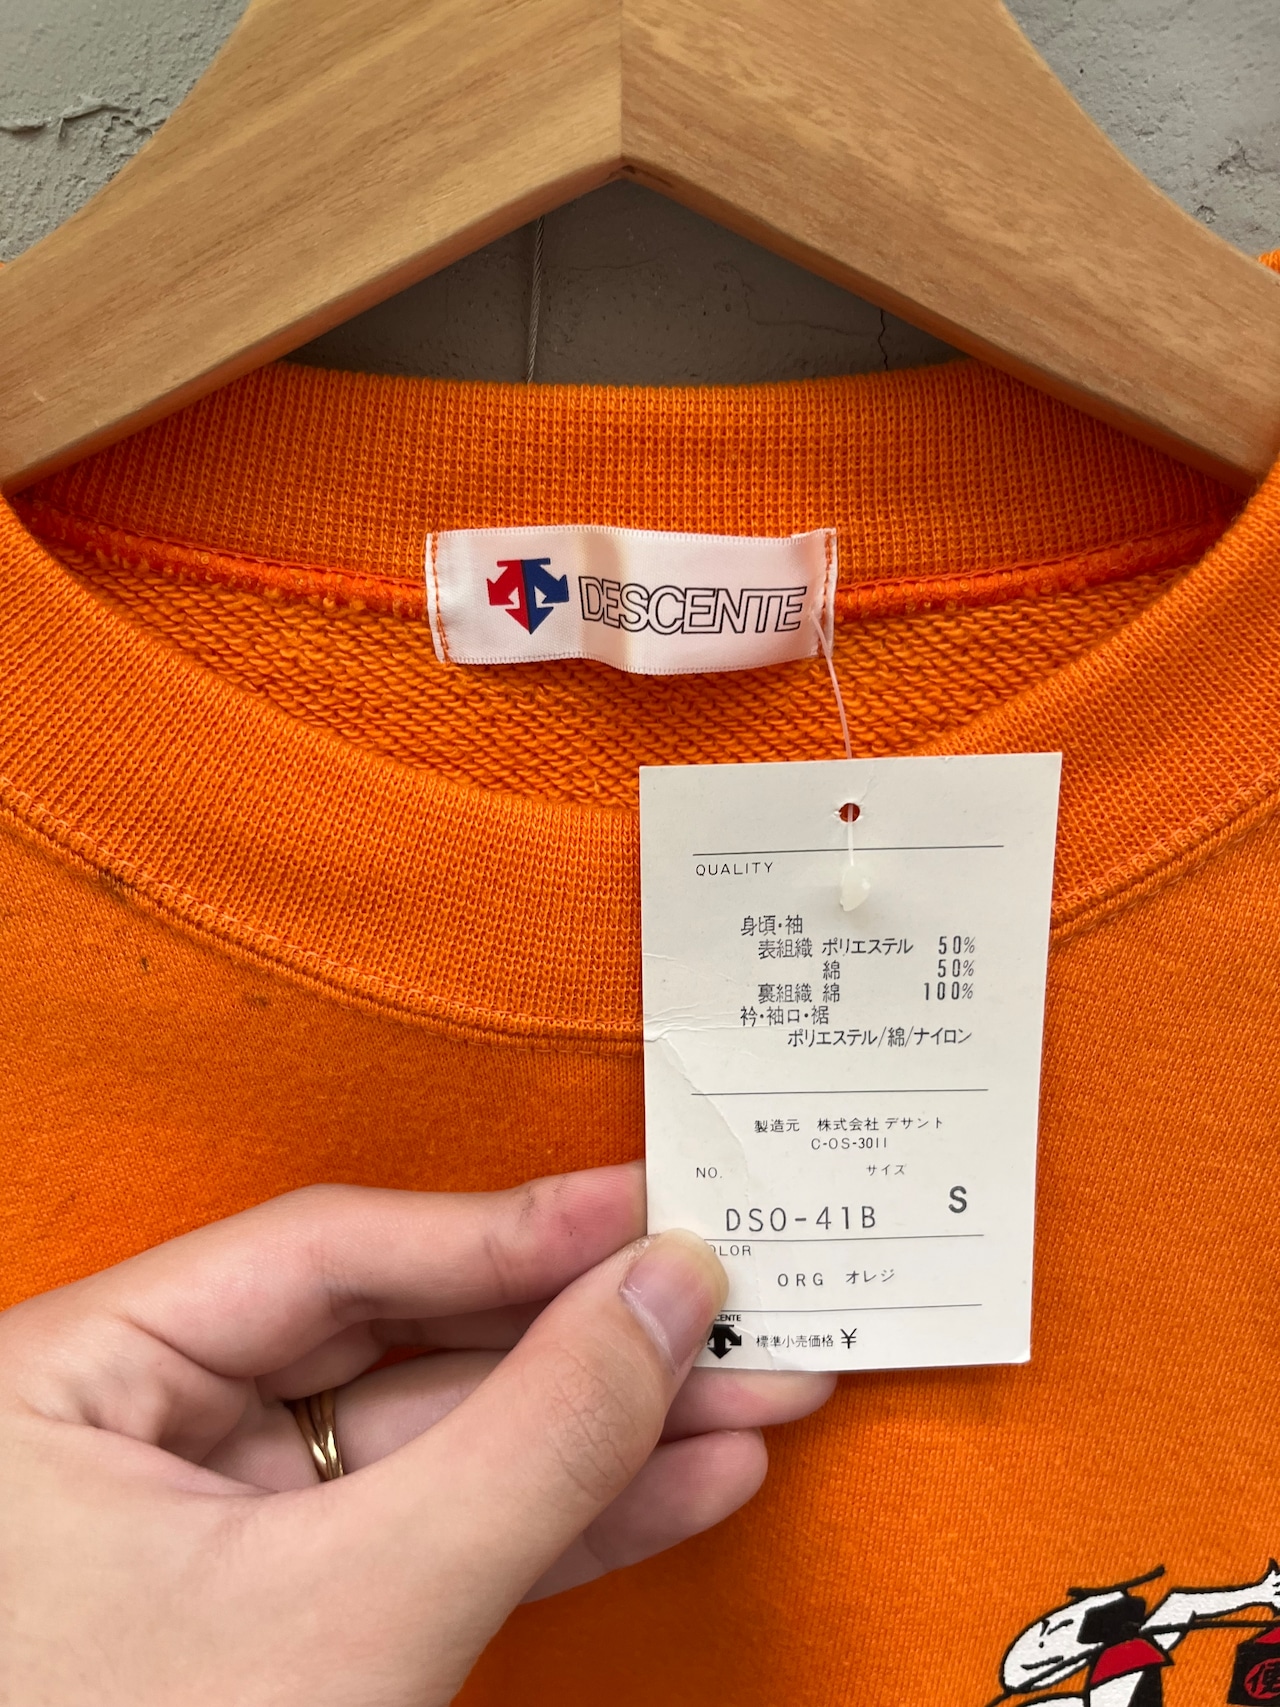 DESCENTE
QUALITY
身頃・袖
表組織 ポリエステル 50%
綿 50%
裏組織 綿 100%
衿・袖口・裾
ポリエステル/綿/ナイロン
製造元 株式会社 デサント
C-OS-3011
NO. サイズ
DSO-41B S
OLOR
ORG オレジ
CENTE
標準小売価格 ¥